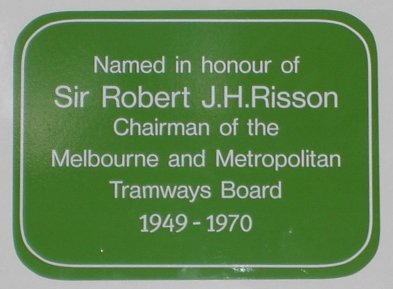 Named in honour of
Sir Robert J.H.Risson
Chairman of the
Melbourne and Metropolitan
Tramways Board
1949 - 1970